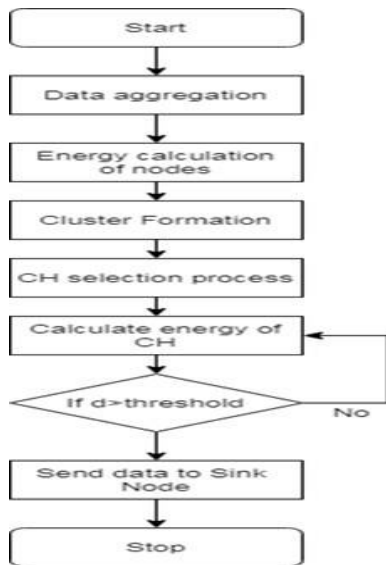 Start
Data aggregation
Energy calculation
of nodes
Cluster Formation
CH selection process
Calculate energy of
CH
If d>threshold
No
Send data to Sink
Node
Stop